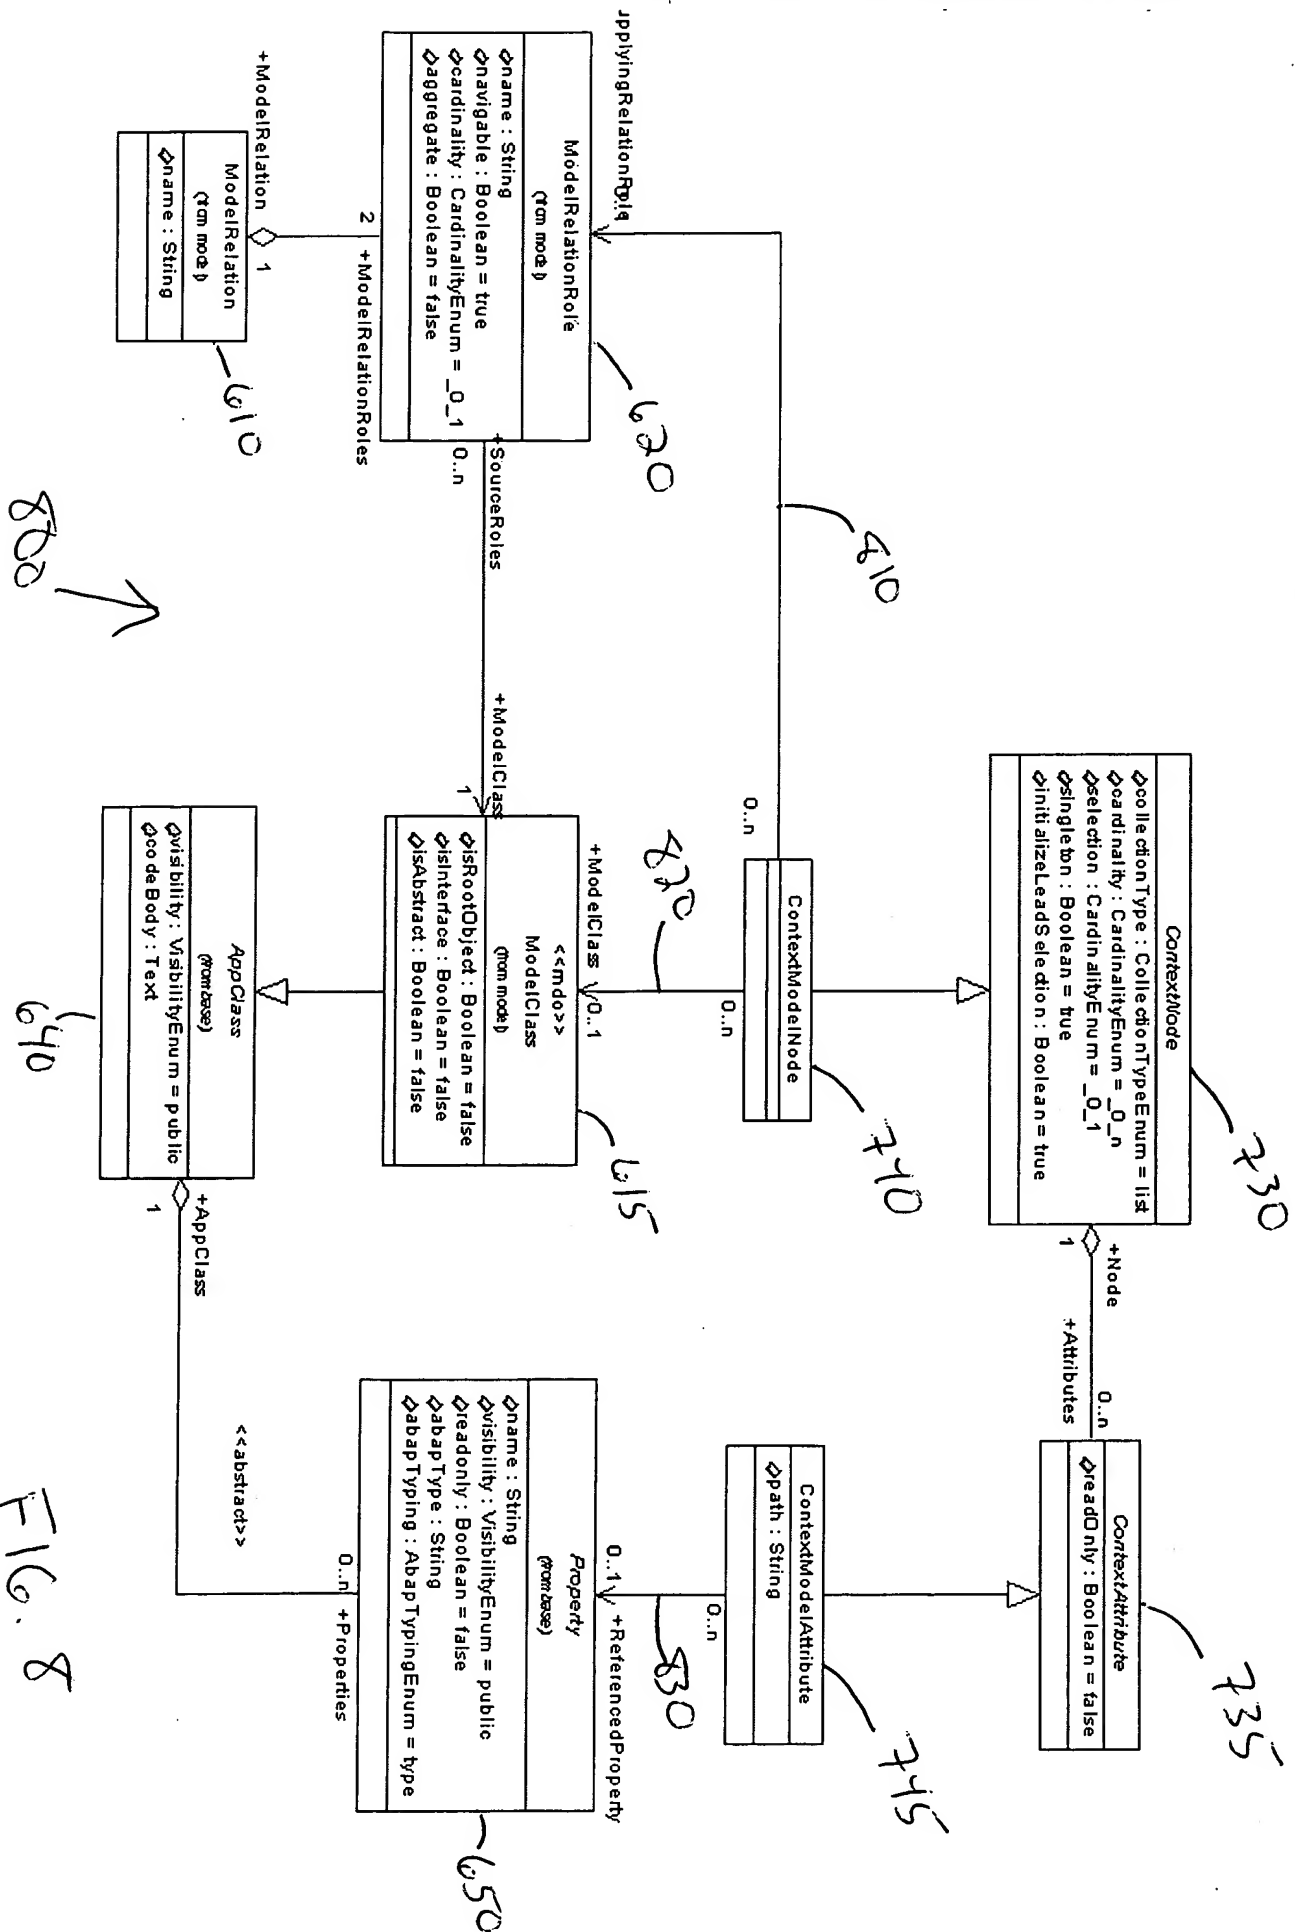 ContextNode
collectionType : CollectionTypeEnum = list
cardinality : CardinalityEnum = _0_n
selection : CardinalityEnum = _0_1
singleton : Boolean = true
initializeLeadSelection : Boolean = true
730
+Node
1
0..n
+Attributes
ContextAttribute
readOnly : Boolean = false
735
810
0..n
ContextModelNode
740
0..n
820
+ModelClass
0..1
ContextModelAttribute
path : String
745
0..n
830
0..1
+ReferencedProperty
ModelRelationRole
(from model)
name : String
navigable : Boolean = true
cardinality : CardinalityEnum = _0_1
aggregate : Boolean = false
620
+SourceRoles
0..n
+ModelClass
1
<<mdo>>
ModelClass
(from model)
isRootObject : Boolean = false
isInterface : Boolean = false
isAbstract : Boolean = false
615
Property
(from base)
name : String
visibility : VisibilityEnum = public
readonly : Boolean = false
abapType : String
abapTyping : AbapTypingEnum = type
650
2
+ModelRelationRoles
+ModelRelation
1
ModelRelation
(from model)
name : String
610
AppClass
(from base)
visibility : VisibilityEnum = public
codeBody : Text
640
+AppClass
1
<<abstract>>
0..n
+Properties
800
FIG. 8